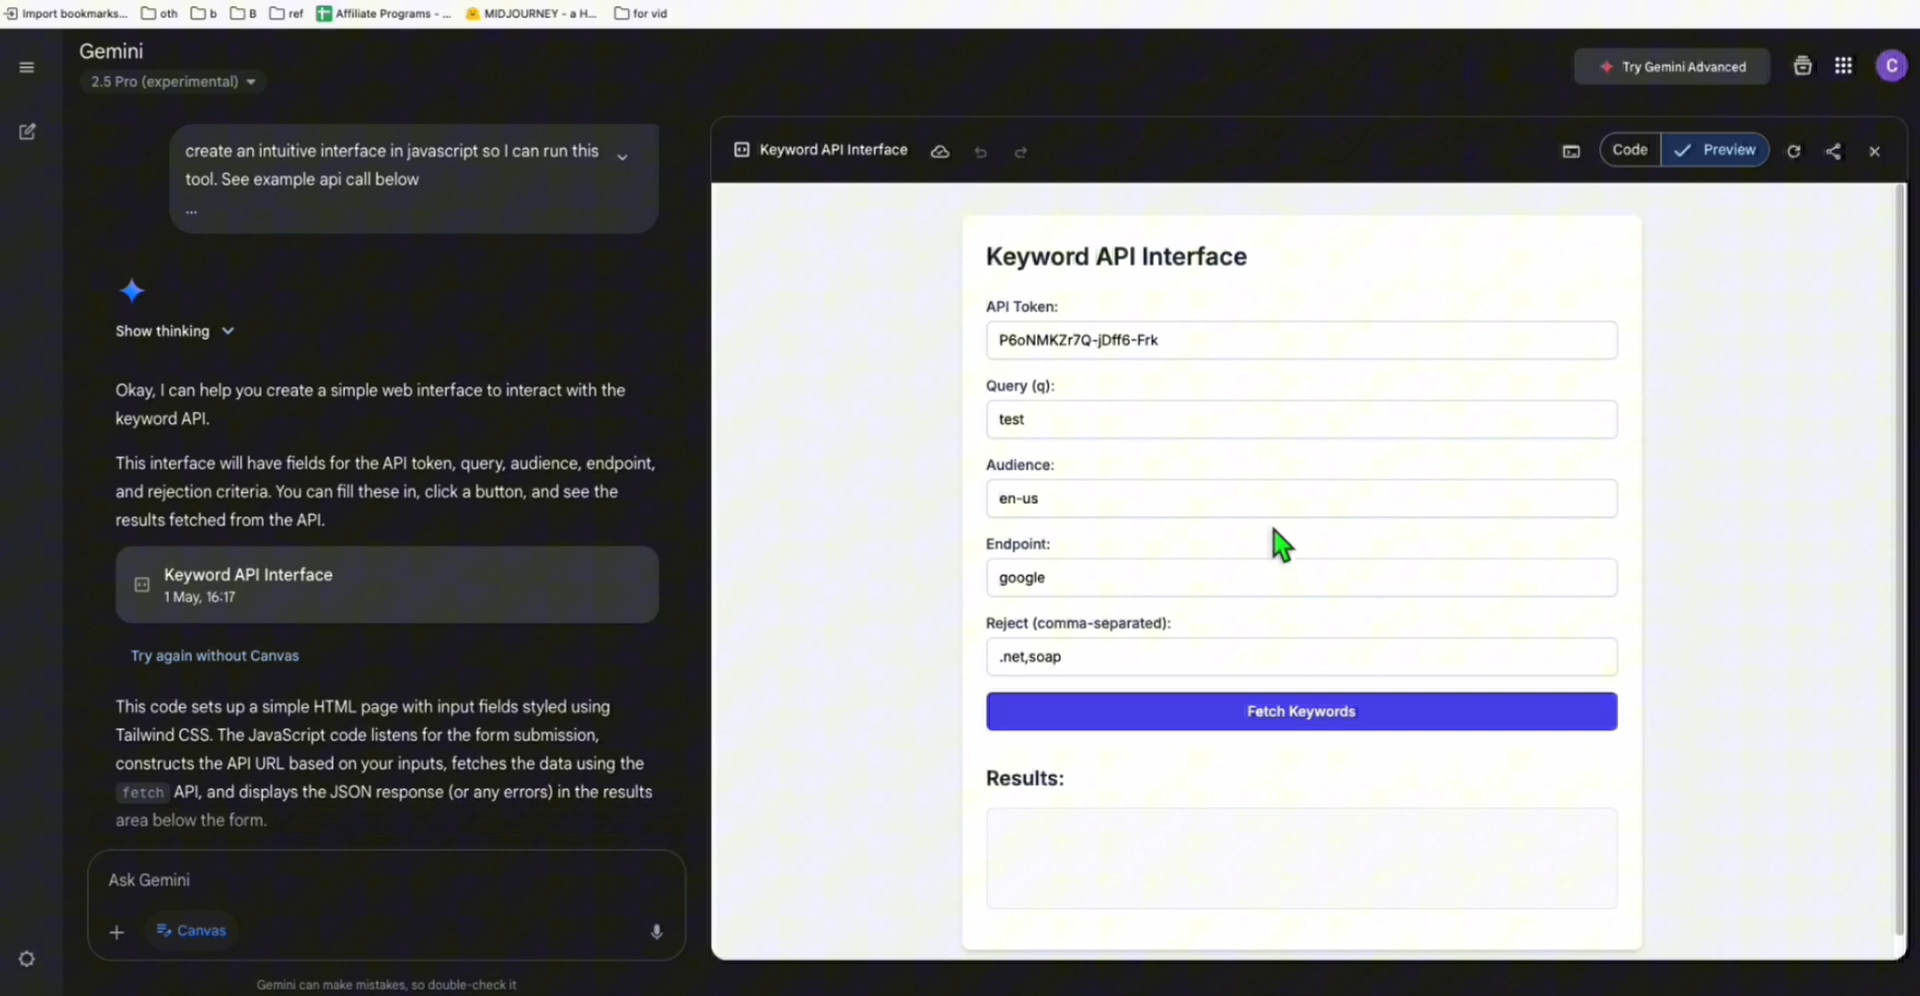 Import bookmarks... oth b B ref Affiliate Programs - ... MIDJOURNEY - a H... for vid
Gemini
2.5 Pro (experimental)
Try Gemini Advanced
C
create an intuitive interface in javascript so I can run this
tool. See example api call below
...
Show thinking
Okay, I can help you create a simple web interface to interact with the
keyword API.
This interface will have fields for the API token, query, audience, endpoint,
and rejection criteria. You can fill these in, click a button, and see the
results fetched from the API.
Keyword API Interface
1 May, 16:17
Try again without Canvas
This code sets up a simple HTML page with input fields styled using
Tailwind CSS. The JavaScript code listens for the form submission,
constructs the API URL based on your inputs, fetches the data using the
fetch API, and displays the JSON response (or any errors) in the results
area below the form.
Ask Gemini
Canvas
Gemini can make mistakes, so double-check it
Keyword API Interface
Code Preview
Keyword API Interface
API Token:
P6oNMKZr7Q-jDff6-Frk
Query (q):
test
Audience:
en-us
Endpoint:
google
Reject (comma-separated):
.net,soap
Fetch Keywords
Results: